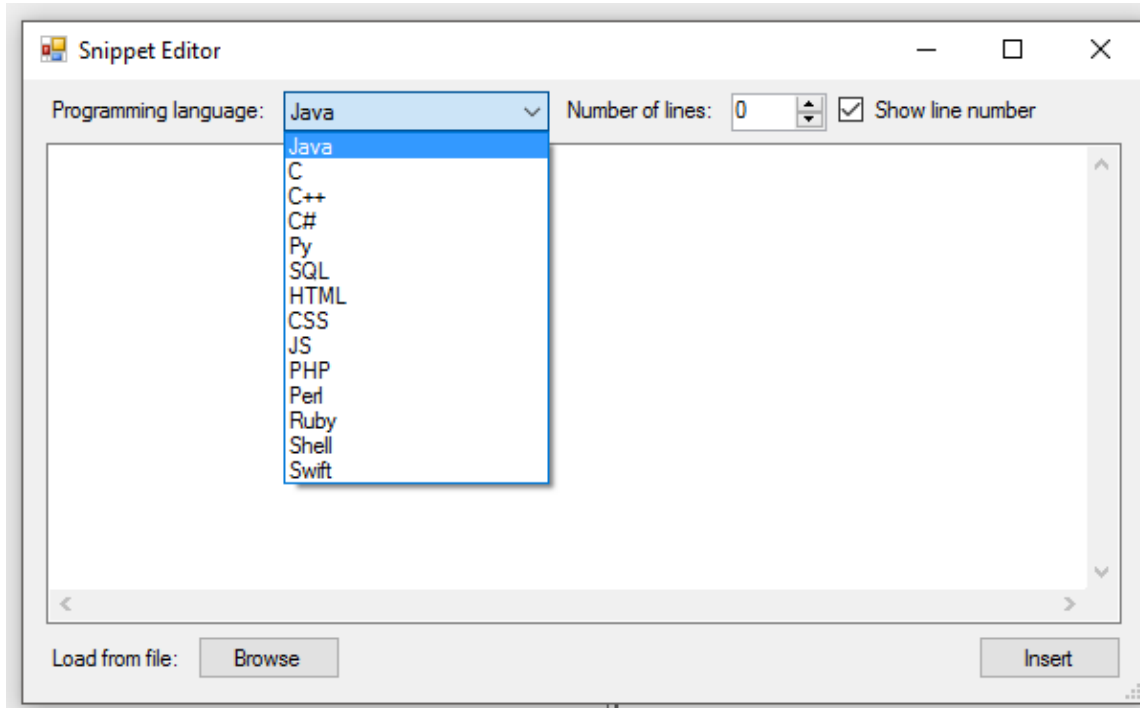 Snippet Editor
Programming language: Java Number of lines: 0 Show line number
Java
C
C++
C#
Py
SQL
HTML
CSS
JS
PHP
Perl
Ruby
Shell
Swift
Load from file: Browse Insert